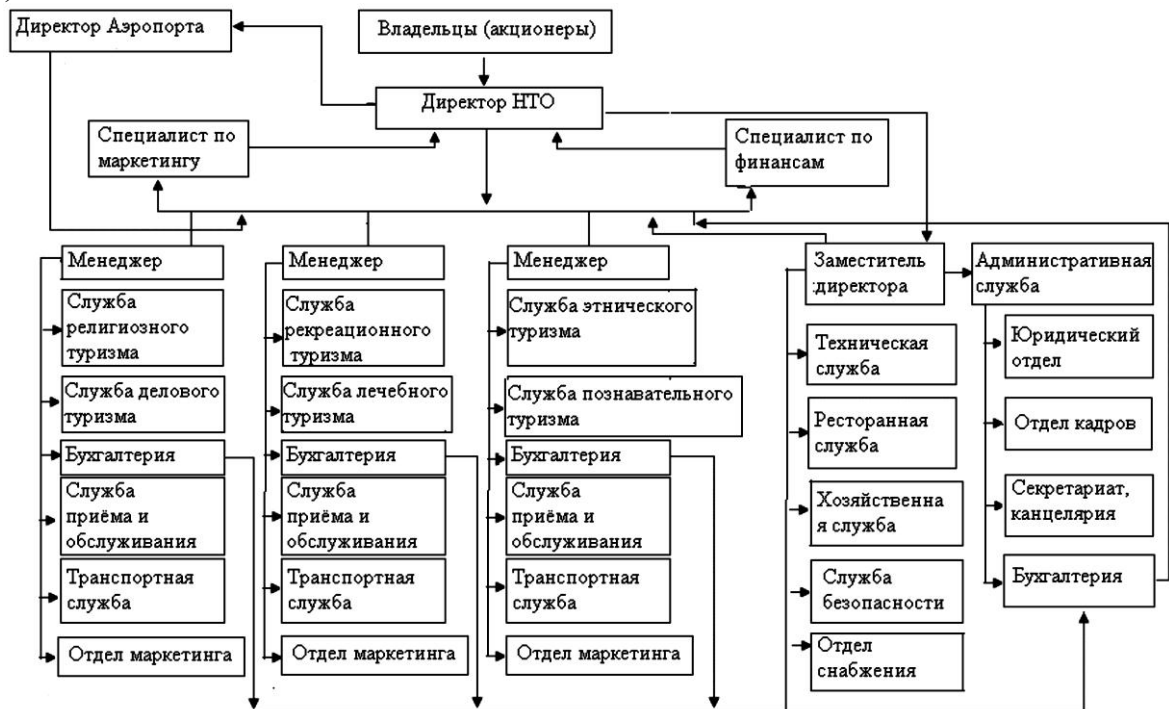 Директор Аэропорта
Владельцы (акционеры)
Директор НТО
Специалист по
маркетингу
Специалист по
финансам
Менеджер
Служба
религиозного
туризма
Служба делового
туризма
Бухгалтерия
Служба
приёма и
обслуживания
Транспортная
служба
Отдел маркетинга
Менеджер
Служба
рекреационного
туризма
Служба лечебного
туризма
Бухгалтерия
Служба
приёма и
обслуживания
Транспортная
служба
Отдел маркетинга
Менеджер
Служба этнического
туризма
Служба познавательного
туризма
Бухгалтерия
Служба
приёма и
обслуживания
Транспортная
служба
Отдел маркетинга
Заместитель
директора
Техническая
служба
Ресторанная
служба
Хозяйственна
я служба
Служба
безопасности
Отдел
снабжения
Административная
служба
Юридический
отдел
Отдел кадров
Секретариат,
канцелярия
Бухгалтерия